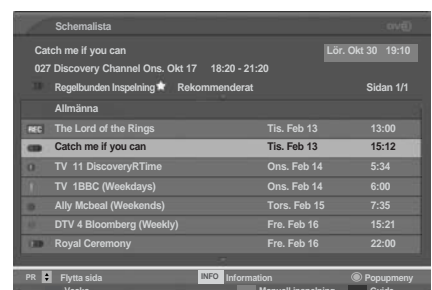 Schemalista
Catch me if you can
Lör. Okt 30 19:10
027 Discovery Channel Ons. Okt 17 18:20 - 21:20
Regelbunden Inspelning ★ Rekommenderat Sidan 1/1
Allmänna
REC The Lord of the Rings Tis. Feb 13 13:00
Catch me if you can Tis. Feb 13 15:12
TV 11 DiscoveryRTime Ons. Feb 14 5:34
TV 1BBC (Weekdays) Ons. Feb 14 6:00
Ally Mcbeal (Weekends) Tors. Feb 15 7:35
DTV 4 Bloomberg (Weekly) Fre. Feb 16 15:21
Royal Ceremony Fre. Feb 16 22:00
PR Flytta sida INFO Information Popupmeny